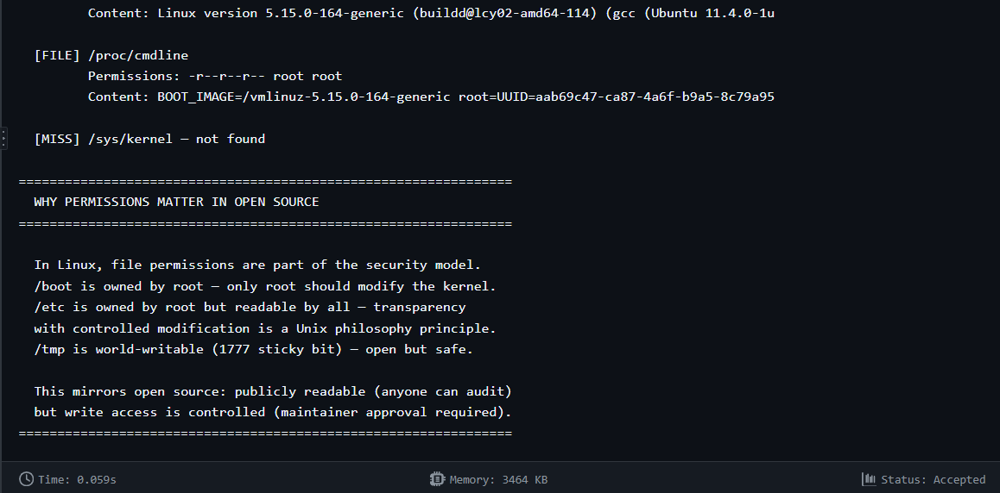 Content: Linux version 5.15.0-164-generic (buildd@lcy02-amd64-114) (gcc (Ubuntu 11.4.0-1u
[FILE] /proc/cmdline
Permissions: -r--r--r-- root root
Content: BOOT_IMAGE=/vmlinuz-5.15.0-164-generic root=UUID=aab69c47-ca87-4a6f-b9a5-8c79a95
[MISS] /sys/kernel — not found
================================================================
WHY PERMISSIONS MATTER IN OPEN SOURCE
================================================================
In Linux, file permissions are part of the security model.
/boot is owned by root — only root should modify the kernel.
/etc is owned by root but readable by all — transparency
with controlled modification is a Unix philosophy principle.
/tmp is world-writable (1777 sticky bit) — open but safe.
This mirrors open source: publicly readable (anyone can audit)
but write access is controlled (maintainer approval required).
================================================================
Time: 0.059s
Memory: 3464 KB
Status: Accepted